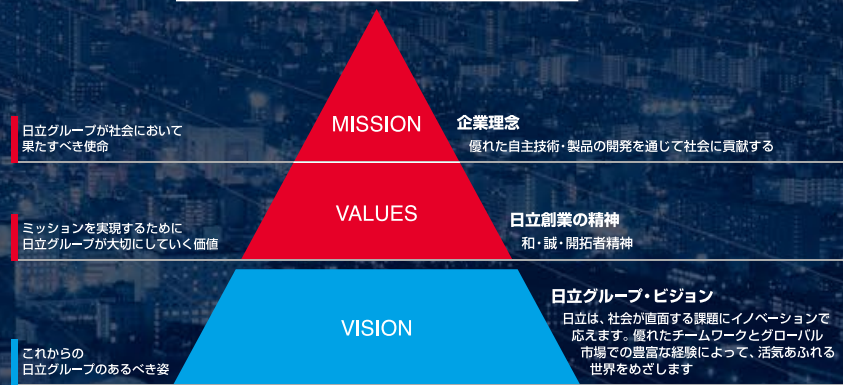 日立グループが社会において
果たすべき使命
MISSION
企業理念
優れた自主技術・製品の開発を通じて社会に貢献する
ミッションを実現するために
日立グループが大切にしていく価値
VALUES
日立創業の精神
和・誠・開拓者精神
これからの
日立グループのあるべき姿
VISION
日立グループ・ビジョン
日立は、社会が直面する課題にイノベーションで
応えます。優れたチームワークとグローバル
市場での豊富な経験によって、活気あふれる
世界をめざします